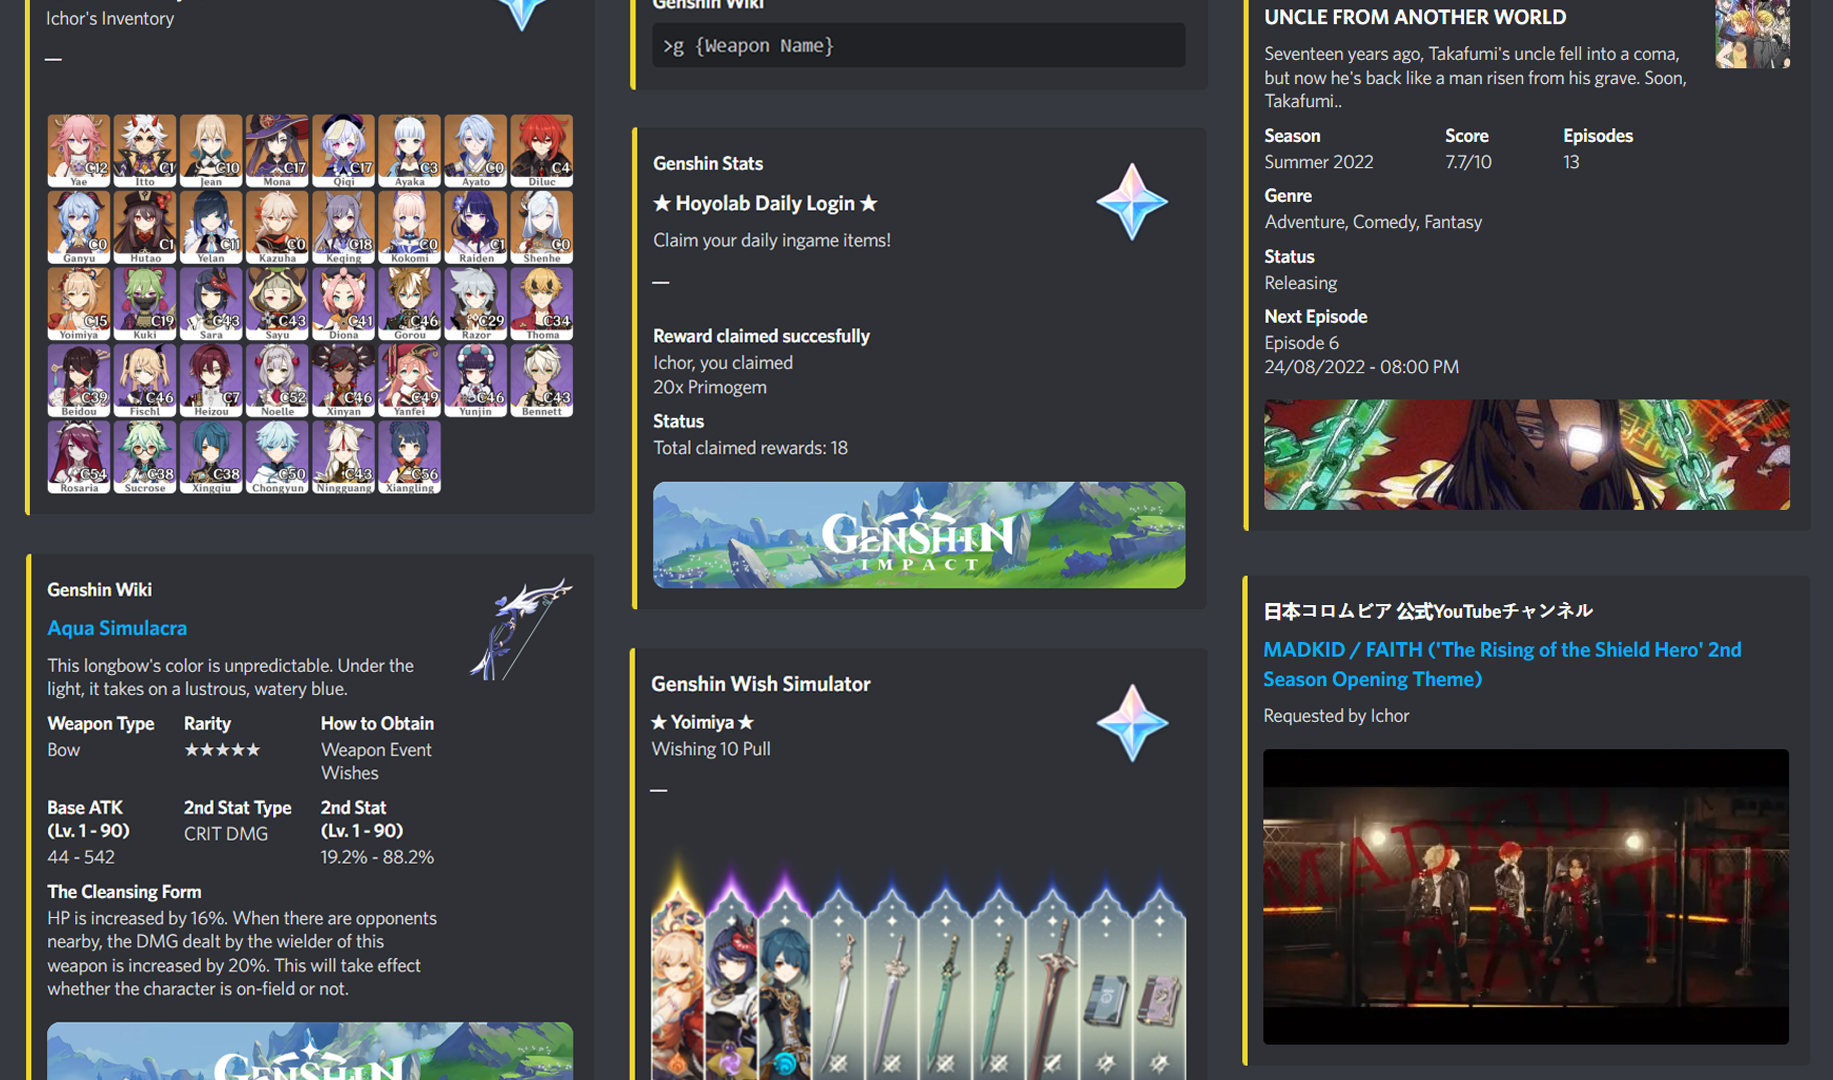 Ichor's Inventory
—
C12 C1 C10 C17 C17 C3 C0 C4
Yae Itto Jean Mona Qiqi Ayaka Ayato Diluc
C0 C1 C11 C0 C18 C0 C1 C0
Ganyu Hutao Yelan Kazuha Keqing Kokomi Raiden Shenhe
C15 C19 C43 C43 C41 C46 C29 C34
Yoimiya Kuki Sara Sayu Diona Gorou Razor Thoma
C39 C46 C7 C52 C46 C49 C46 C43
Beidou Fischl Heizou Noelle Xinyan Yanfei Yunjin Bennett
C54 C38 C38 C50 C43 C56
Rosaria Sucrose Xingqiu Chongyun Ningguang Xiangling
Genshin Wiki
Aqua Simulacra
This longbow's color is unpredictable. Under the
light, it takes on a lustrous, watery blue.
Weapon Type Rarity How to Obtain
Bow ★★★★★ Weapon Event
Wishes
Base ATK 2nd Stat Type 2nd Stat
(Lv. 1 - 90) CRIT DMG (Lv. 1 - 90)
44 - 542 19.2% - 88.2%
The Cleansing Form
HP is increased by 16%. When there are opponents
nearby, the DMG dealt by the wielder of this
weapon is increased by 20%. This will take effect
whether the character is on-field or not.
GENSHIN
Genshin Wiki
>g {Weapon Name}
Genshin Stats
★ Hoyolab Daily Login ★
Claim your daily ingame items!
—
Reward claimed succesfully
Ichor, you claimed
20x Primogem
Status
Total claimed rewards: 18
GENSHIN
IMPACT
Genshin Wish Simulator
★ Yoimiya ★
Wishing 10 Pull
—
UNCLE FROM ANOTHER WORLD
Seventeen years ago, Takafumi's uncle fell into a coma,
but now he's back like a man risen from his grave. Soon,
Takafumi..
Season Score Episodes
Summer 2022 7.7/10 13
Genre
Adventure, Comedy, Fantasy
Status
Releasing
Next Episode
Episode 6
24/08/2022 - 08:00 PM
日本コロムビア 公式YouTubeチャンネル
MADKID / FAITH ('The Rising of the Shield Hero' 2nd
Season Opening Theme)
Requested by Ichor
MADKID
FAITH